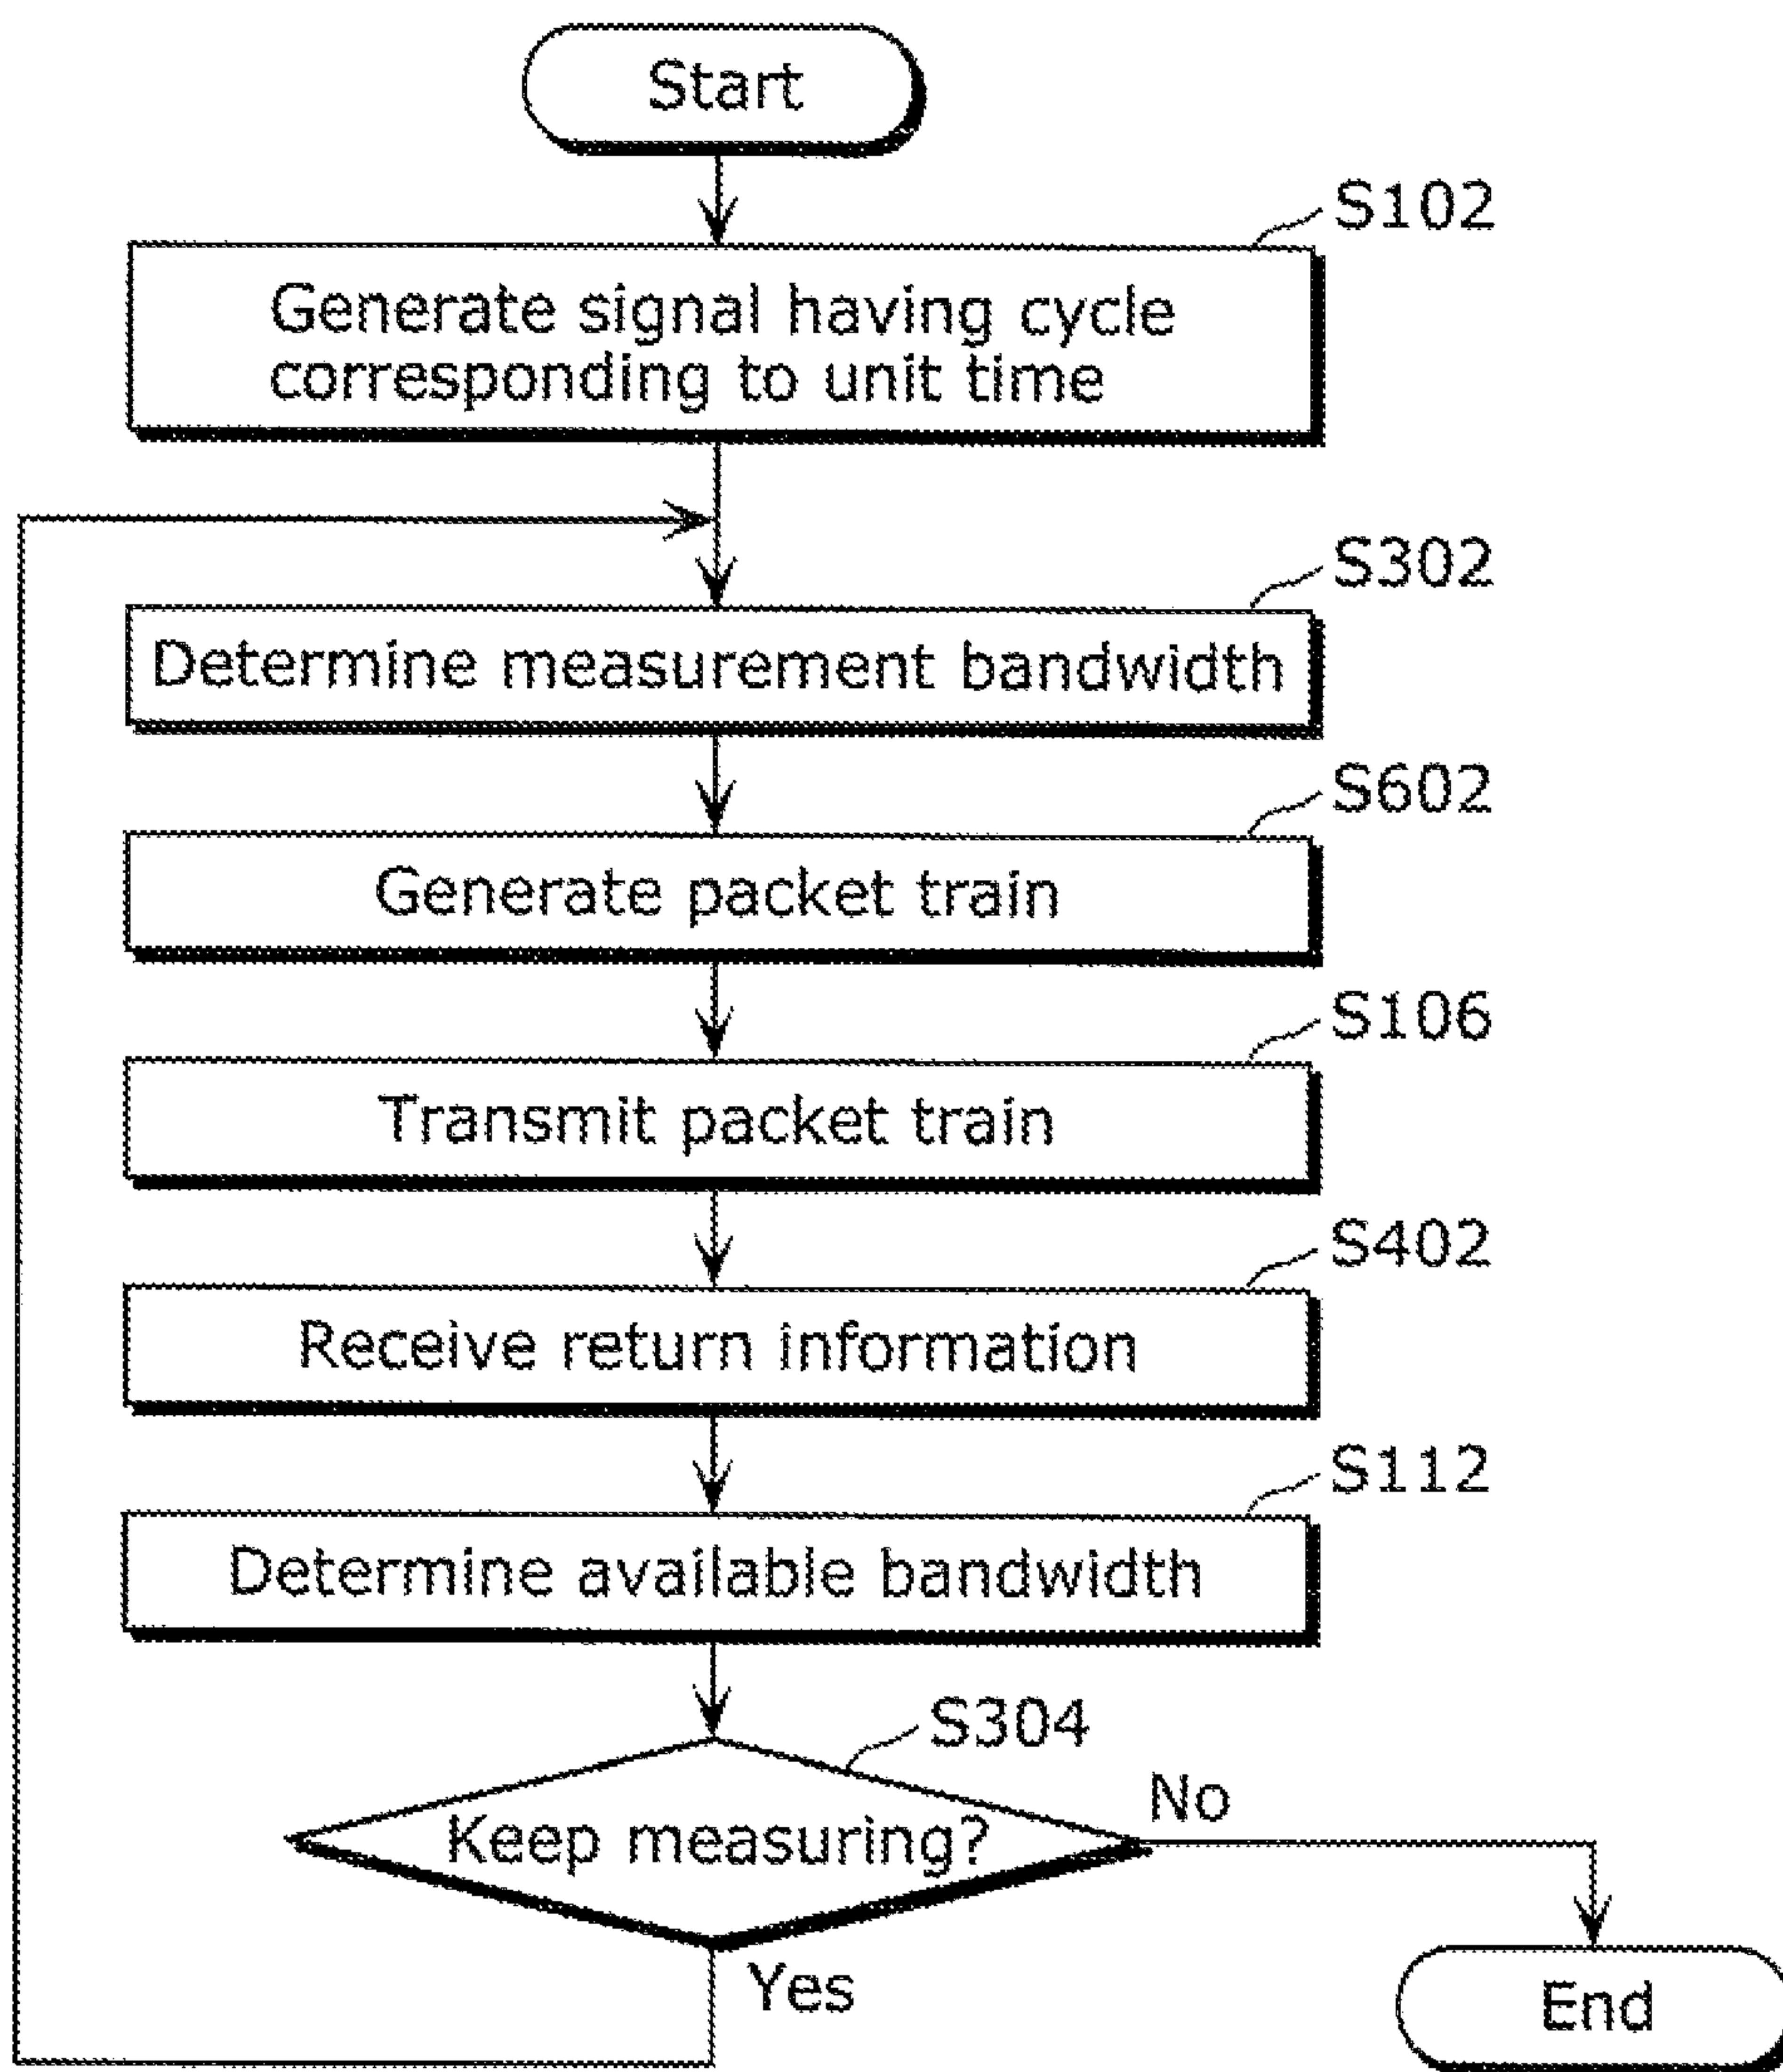 Start
S102
Generate signal having cycle
corresponding to unit time
S302
Determine measurement bandwidth
S602
Generate packet train
S106
Transmit packet train
S402
Receive return information
S112
Determine available bandwidth
S304
Keep measuring?
No
Yes
End